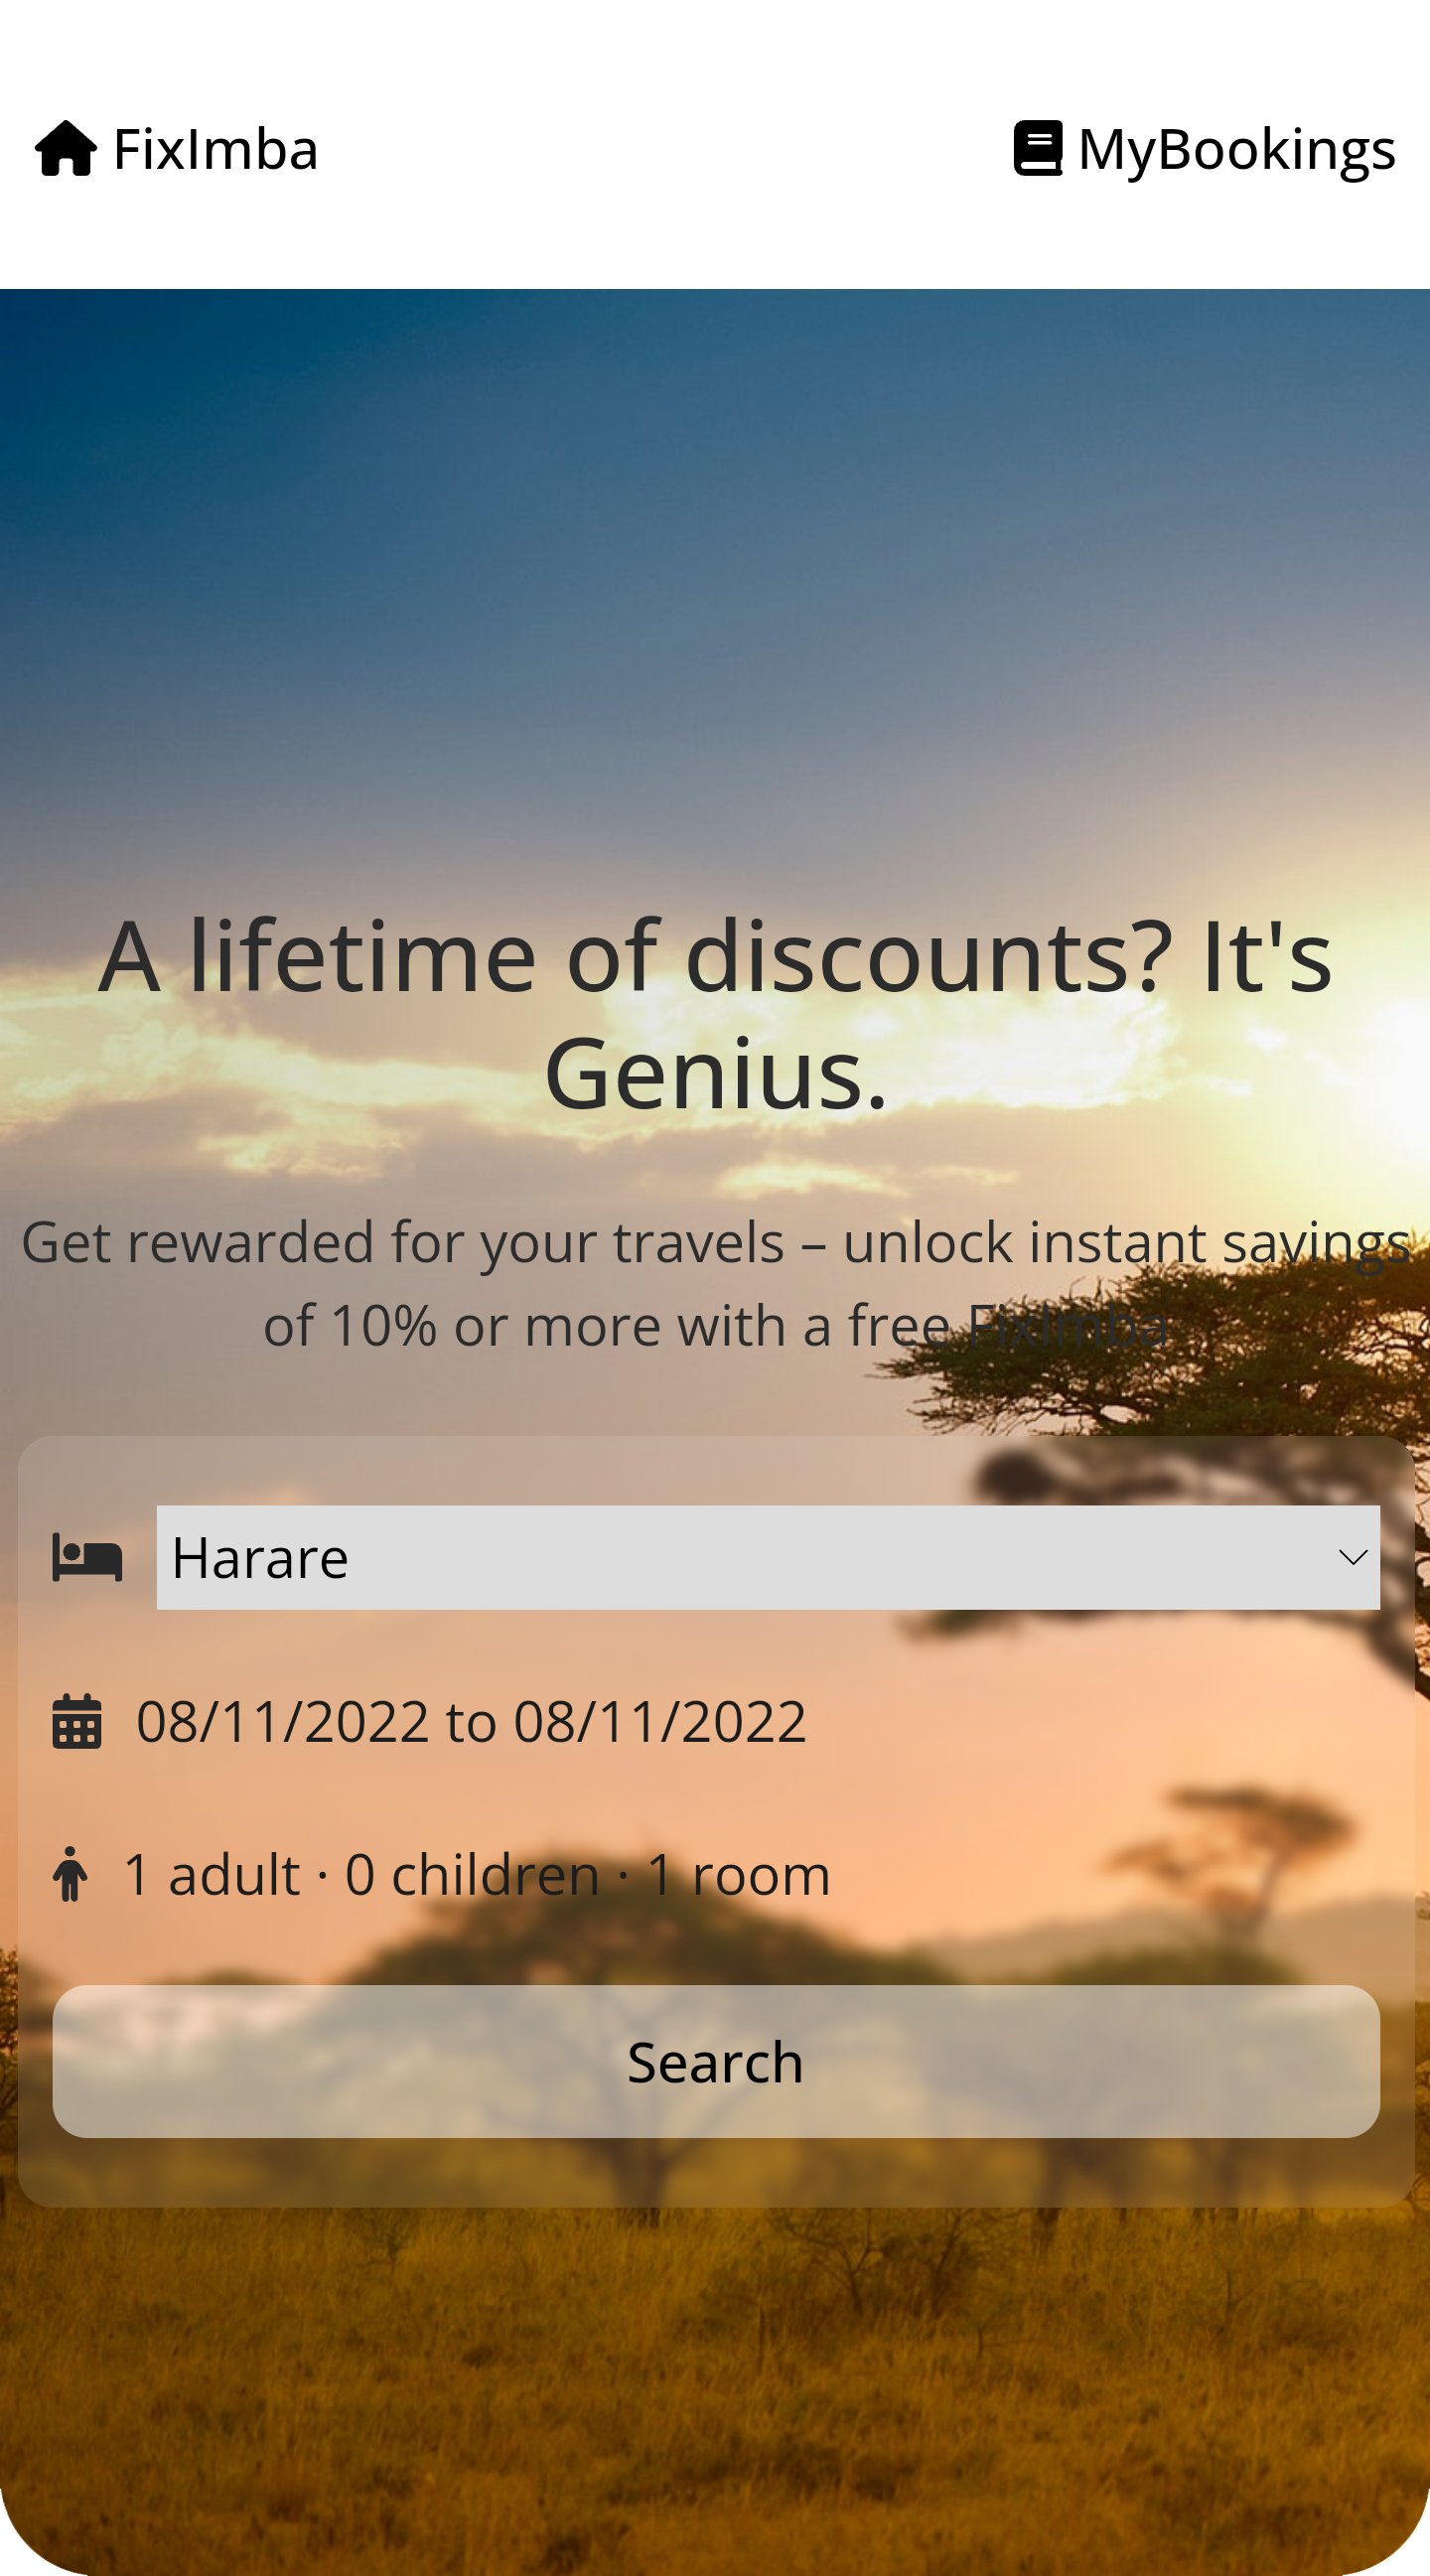 FixImba
MyBookings
A lifetime of discounts? It's
Genius.
Get rewarded for your travels – unlock instant savings
of 10% or more with a free FixImba
Harare
08/11/2022 to 08/11/2022
1 adult · 0 children · 1 room
Search